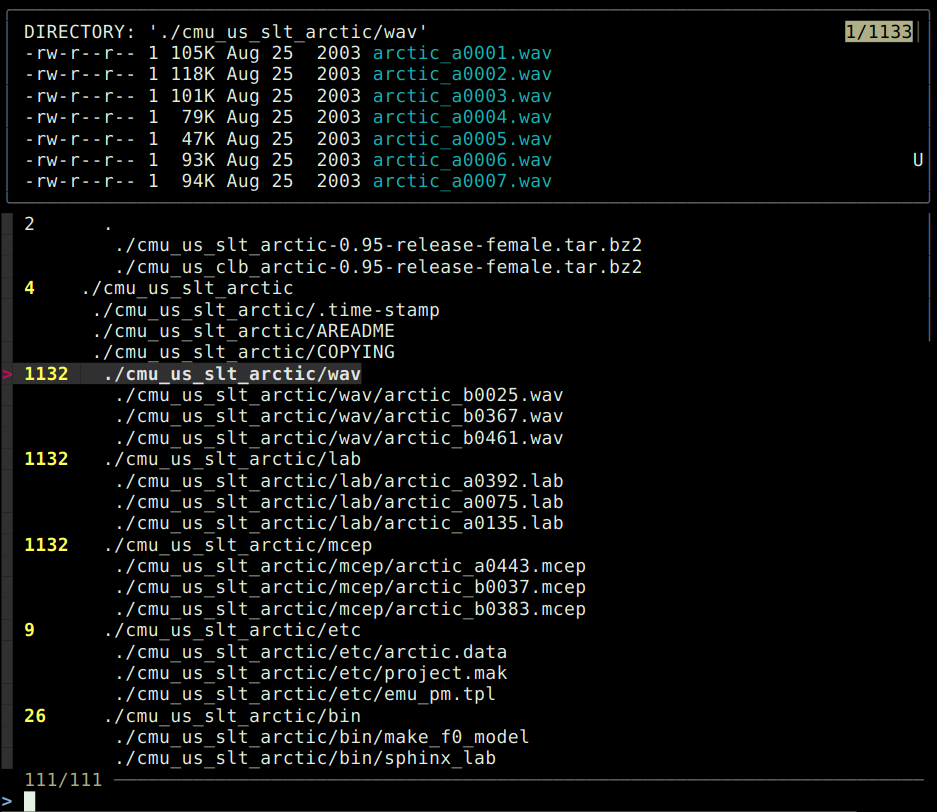 DIRECTORY: './cmu_us_slt_arctic/wav' 1/1133
-rw-r--r-- 1 105K Aug 25  2003 arctic_a0001.wav
-rw-r--r-- 1 118K Aug 25  2003 arctic_a0002.wav
-rw-r--r-- 1 101K Aug 25  2003 arctic_a0003.wav
-rw-r--r-- 1  79K Aug 25  2003 arctic_a0004.wav
-rw-r--r-- 1  47K Aug 25  2003 arctic_a0005.wav
-rw-r--r-- 1  93K Aug 25  2003 arctic_a0006.wav U
-rw-r--r-- 1  94K Aug 25  2003 arctic_a0007.wav
2 .
./cmu_us_slt_arctic-0.95-release-female.tar.bz2
./cmu_us_clb_arctic-0.95-release-female.tar.bz2
4 ./cmu_us_slt_arctic
./cmu_us_slt_arctic/.time-stamp
./cmu_us_slt_arctic/AREADME
./cmu_us_slt_arctic/COPYING
> 1132 ./cmu_us_slt_arctic/wav
./cmu_us_slt_arctic/wav/arctic_b0025.wav
./cmu_us_slt_arctic/wav/arctic_b0367.wav
./cmu_us_slt_arctic/wav/arctic_b0461.wav
1132 ./cmu_us_slt_arctic/lab
./cmu_us_slt_arctic/lab/arctic_a0392.lab
./cmu_us_slt_arctic/lab/arctic_a0075.lab
./cmu_us_slt_arctic/lab/arctic_a0135.lab
1132 ./cmu_us_slt_arctic/mcep
./cmu_us_slt_arctic/mcep/arctic_a0443.mcep
./cmu_us_slt_arctic/mcep/arctic_b0037.mcep
./cmu_us_slt_arctic/mcep/arctic_b0383.mcep
9 ./cmu_us_slt_arctic/etc
./cmu_us_slt_arctic/etc/arctic.data
./cmu_us_slt_arctic/etc/project.mak
./cmu_us_slt_arctic/etc/emu_pm.tpl
26 ./cmu_us_slt_arctic/bin
./cmu_us_slt_arctic/bin/make_f0_model
./cmu_us_slt_arctic/bin/sphinx_lab
111/111
>